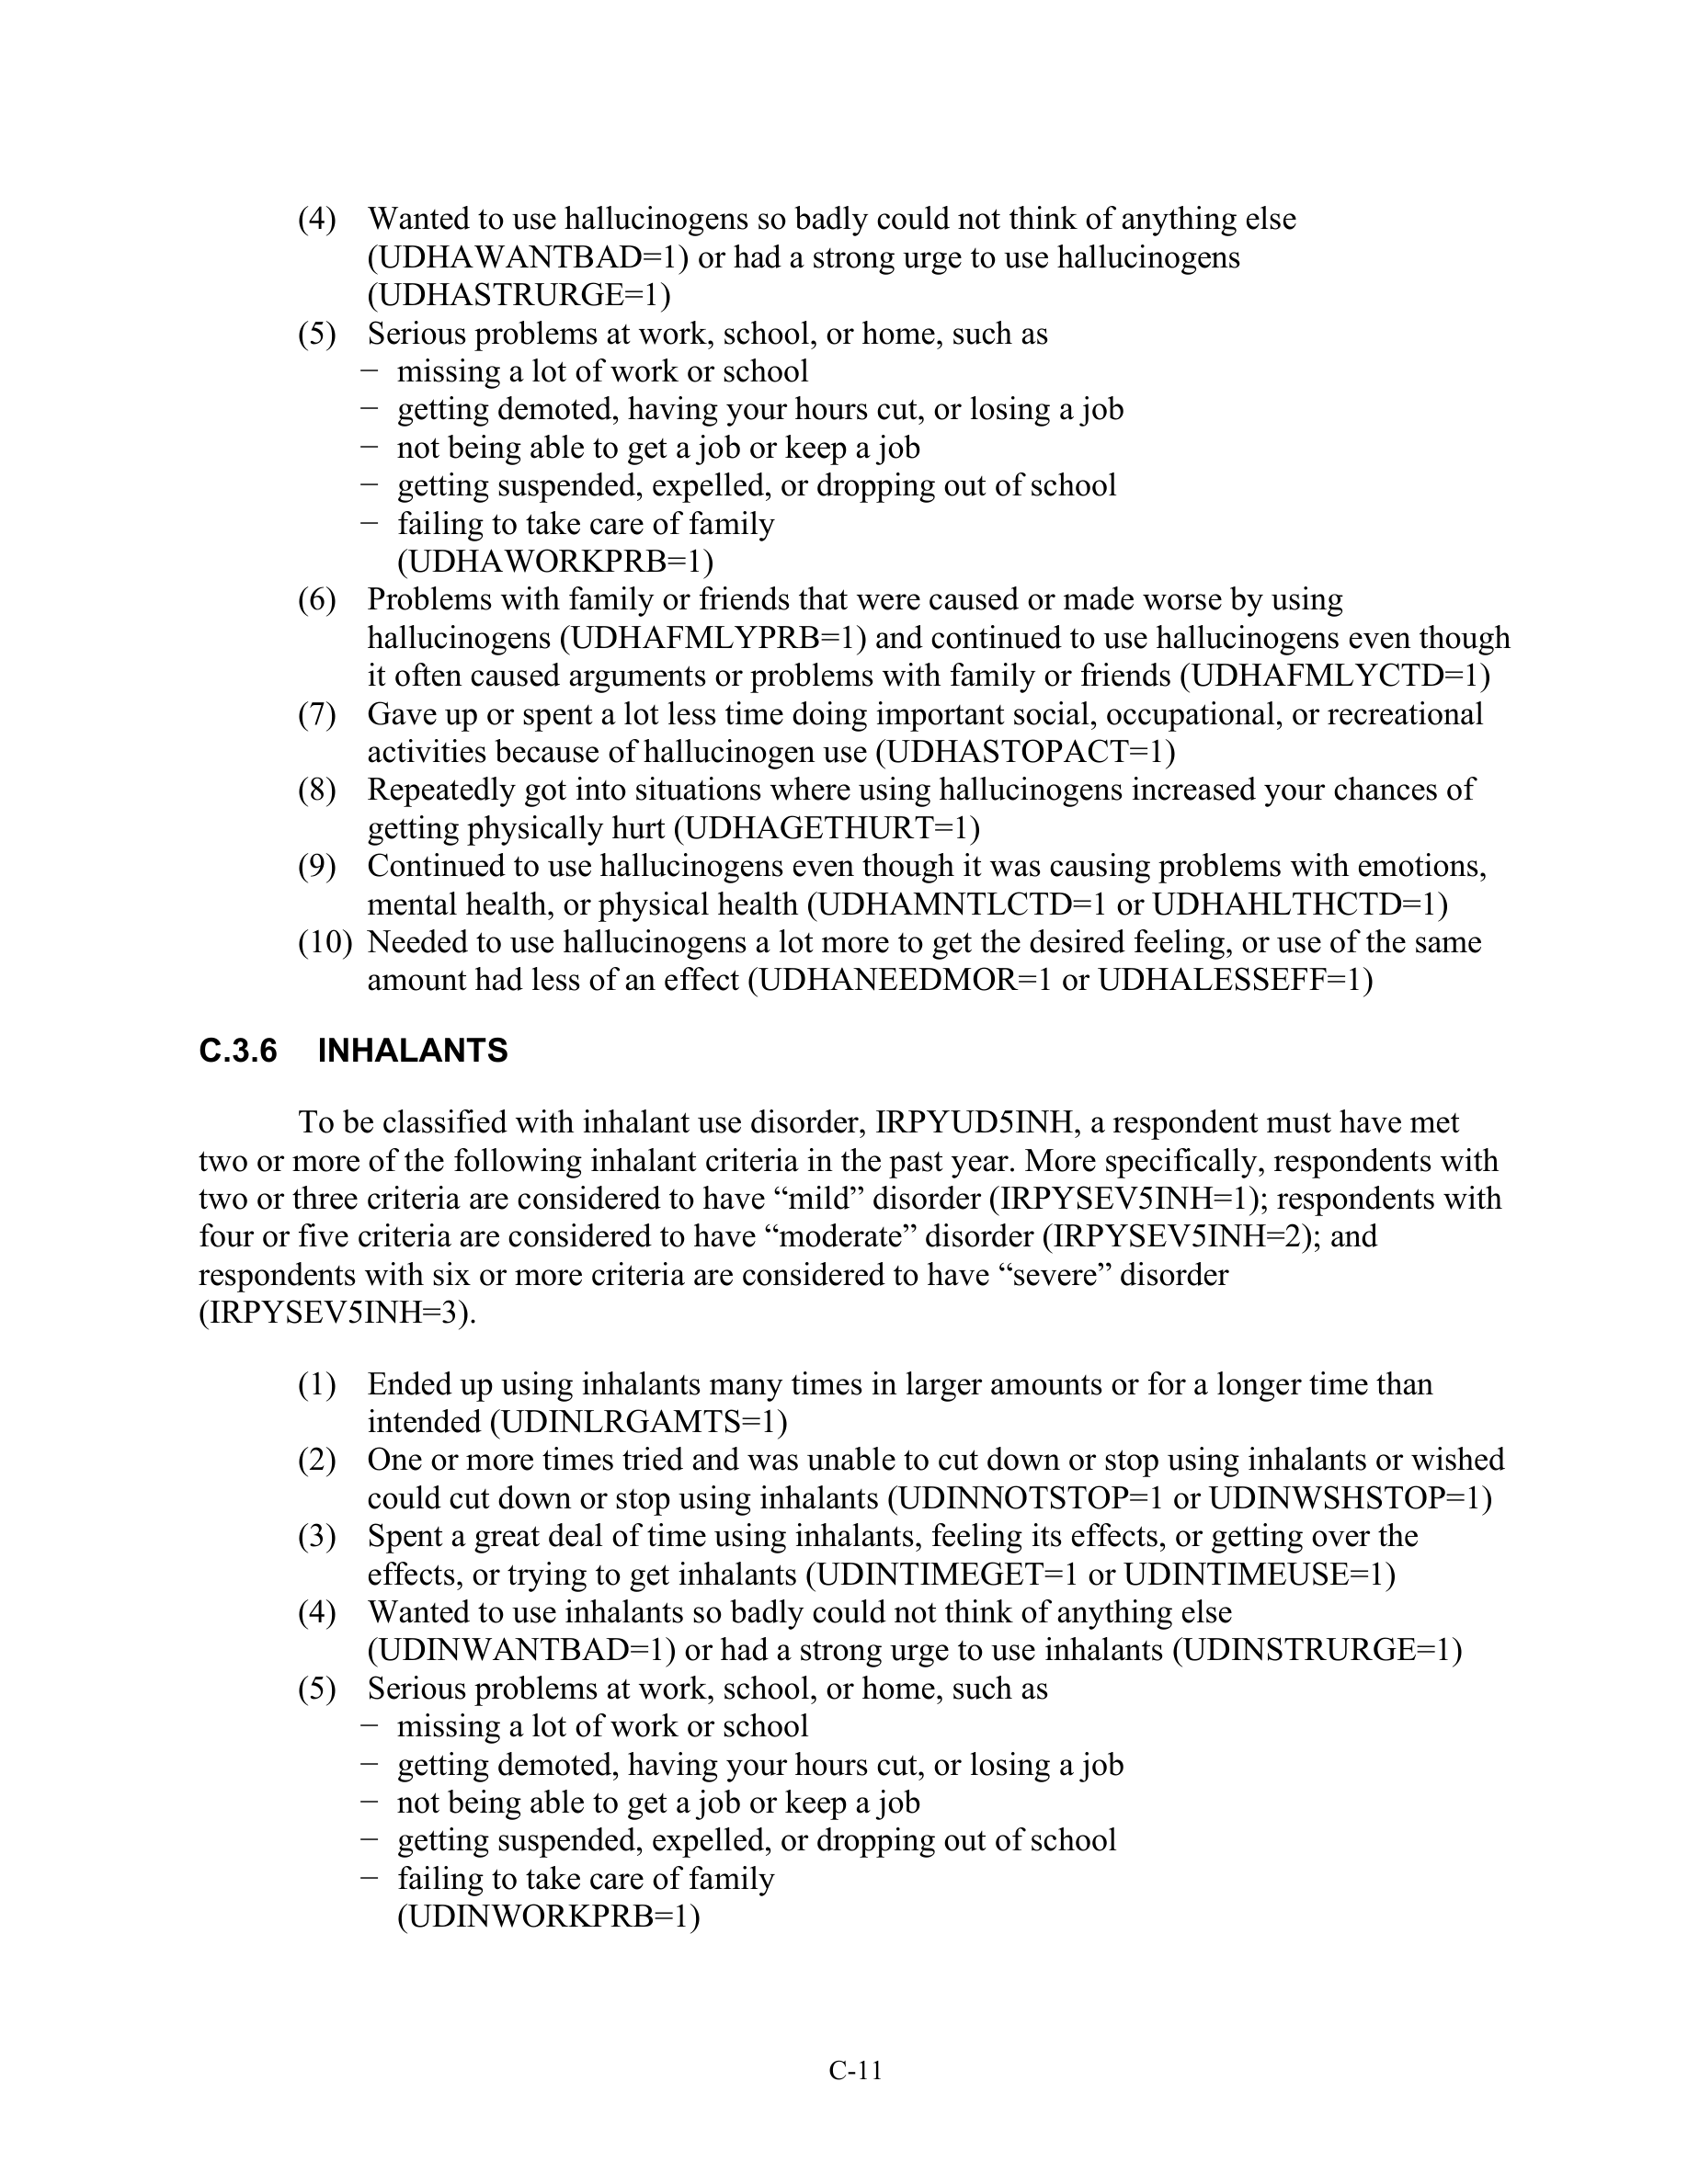 (4) Wanted to use hallucinogens so badly could not think of anything else
(UDHAWANTBAD=1) or had a strong urge to use hallucinogens
(UDHASTRURGE=1)
(5) Serious problems at work, school, or home, such as
− missing a lot of work or school
− getting demoted, having your hours cut, or losing a job
− not being able to get a job or keep a job
− getting suspended, expelled, or dropping out of school
− failing to take care of family
(UDHAWORKPRB=1)
(6) Problems with family or friends that were caused or made worse by using
hallucinogens (UDHAFMLYPRB=1) and continued to use hallucinogens even though
it often caused arguments or problems with family or friends (UDHAFMLYCTD=1)
(7) Gave up or spent a lot less time doing important social, occupational, or recreational
activities because of hallucinogen use (UDHASTOPACT=1)
(8) Repeatedly got into situations where using hallucinogens increased your chances of
getting physically hurt (UDHAGETHURT=1)
(9) Continued to use hallucinogens even though it was causing problems with emotions,
mental health, or physical health (UDHAMNTLCTD=1 or UDHAHLTHCTD=1)
(10) Needed to use hallucinogens a lot more to get the desired feeling, or use of the same
amount had less of an effect (UDHANEEDMOR=1 or UDHALESSEFF=1)
C.3.6 INHALANTS
To be classified with inhalant use disorder, IRPYUD5INH, a respondent must have met
two or more of the following inhalant criteria in the past year. More specifically, respondents with
two or three criteria are considered to have “mild” disorder (IRPYSEV5INH=1); respondents with
four or five criteria are considered to have “moderate” disorder (IRPYSEV5INH=2); and
respondents with six or more criteria are considered to have “severe” disorder
(IRPYSEV5INH=3).
(1) Ended up using inhalants many times in larger amounts or for a longer time than
intended (UDINLRGAMTS=1)
(2) One or more times tried and was unable to cut down or stop using inhalants or wished
could cut down or stop using inhalants (UDINNOTSTOP=1 or UDINWSHSTOP=1)
(3) Spent a great deal of time using inhalants, feeling its effects, or getting over the
effects, or trying to get inhalants (UDINTIMEGET=1 or UDINTIMEUSE=1)
(4) Wanted to use inhalants so badly could not think of anything else
(UDINWANTBAD=1) or had a strong urge to use inhalants (UDINSTRURGE=1)
(5) Serious problems at work, school, or home, such as
− missing a lot of work or school
− getting demoted, having your hours cut, or losing a job
− not being able to get a job or keep a job
− getting suspended, expelled, or dropping out of school
− failing to take care of family
(UDINWORKPRB=1)
C-11